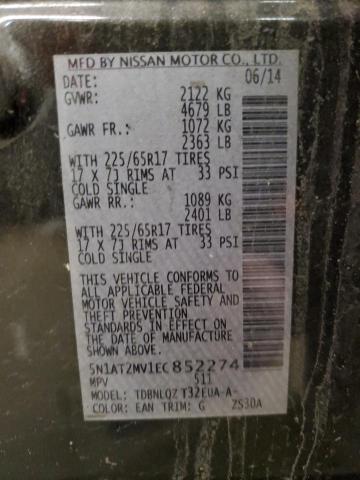 MFD BY NISSAN MOTOR CO., LTD.
DATE: 06/14
GVWR: 2122 KG
4679 LB
GAWR FR.: 1072 KG
2363 LB
WITH 225/65R17 TIRES
17 X 7J RIMS AT 33 PSI
COLD SINGLE
GAWR RR.: 1089 KG
2401 LB
WITH 225/65R17 TIRES
17 X 7J RIMS AT 33 PSI
COLD SINGLE
THIS VEHICLE CONFORMS TO
ALL APPLICABLE FEDERAL
MOTOR VEHICLE SAFETY AND
THEFT PREVENTION
STANDARDS IN EFFECT ON
THE DATE OF MANUFACTURE
SHOWN ABOVE.
5N1AT2MV1EC852274
MPV 511
MODEL: TDBNLQZ T32EUA-A-
COLOR: EAN TRIM: G ZS30A